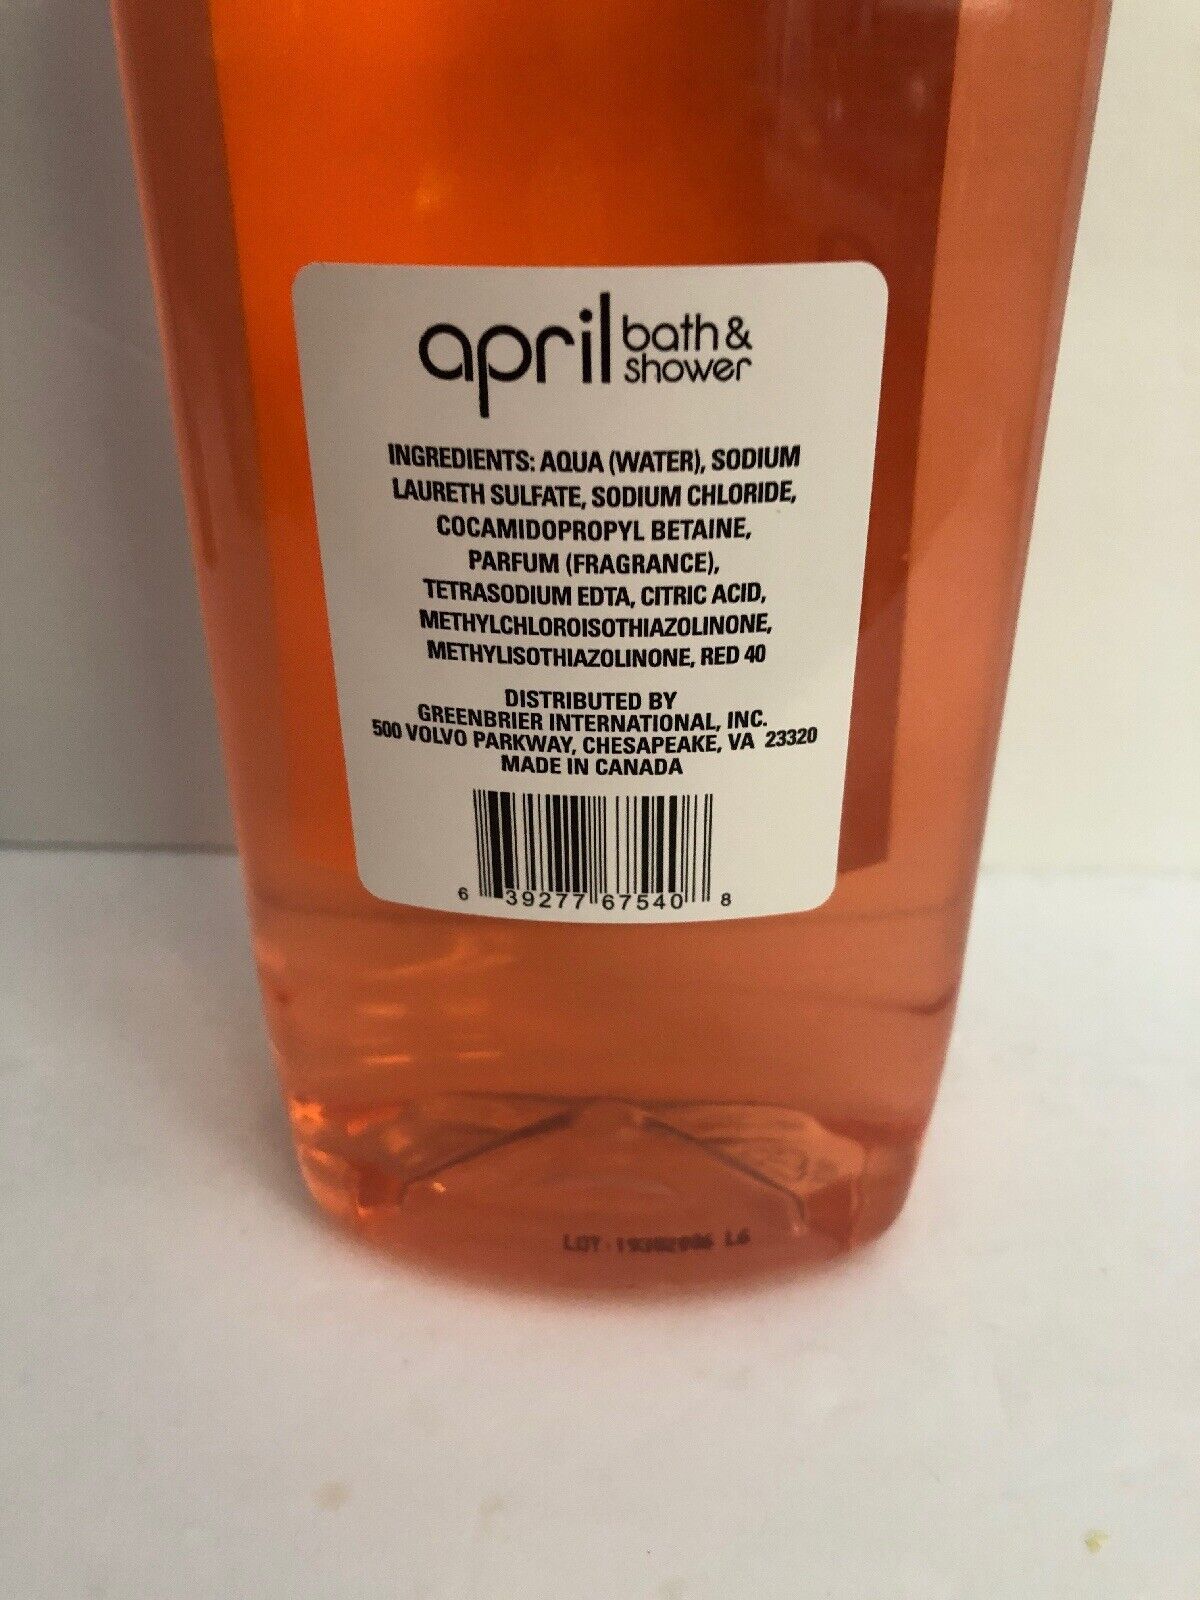 april bath &
shower
INGREDIENTS: AQUA (WATER), SODIUM
LAURETH SULFATE, SODIUM CHLORIDE,
COCAMIDOPROPYL BETAINE,
PARFUM (FRAGRANCE),
TETRASODIUM EDTA, CITRIC ACID,
METHYLCHLOROISOTHIAZOLINONE,
METHYLISOTHIAZOLINONE, RED 40
DISTRIBUTED BY
GREENBRIER INTERNATIONAL, INC.
500 VOLVO PARKWAY, CHESAPEAKE, VA 23320
MADE IN CANADA
6 39277 67540 8
LOT L6